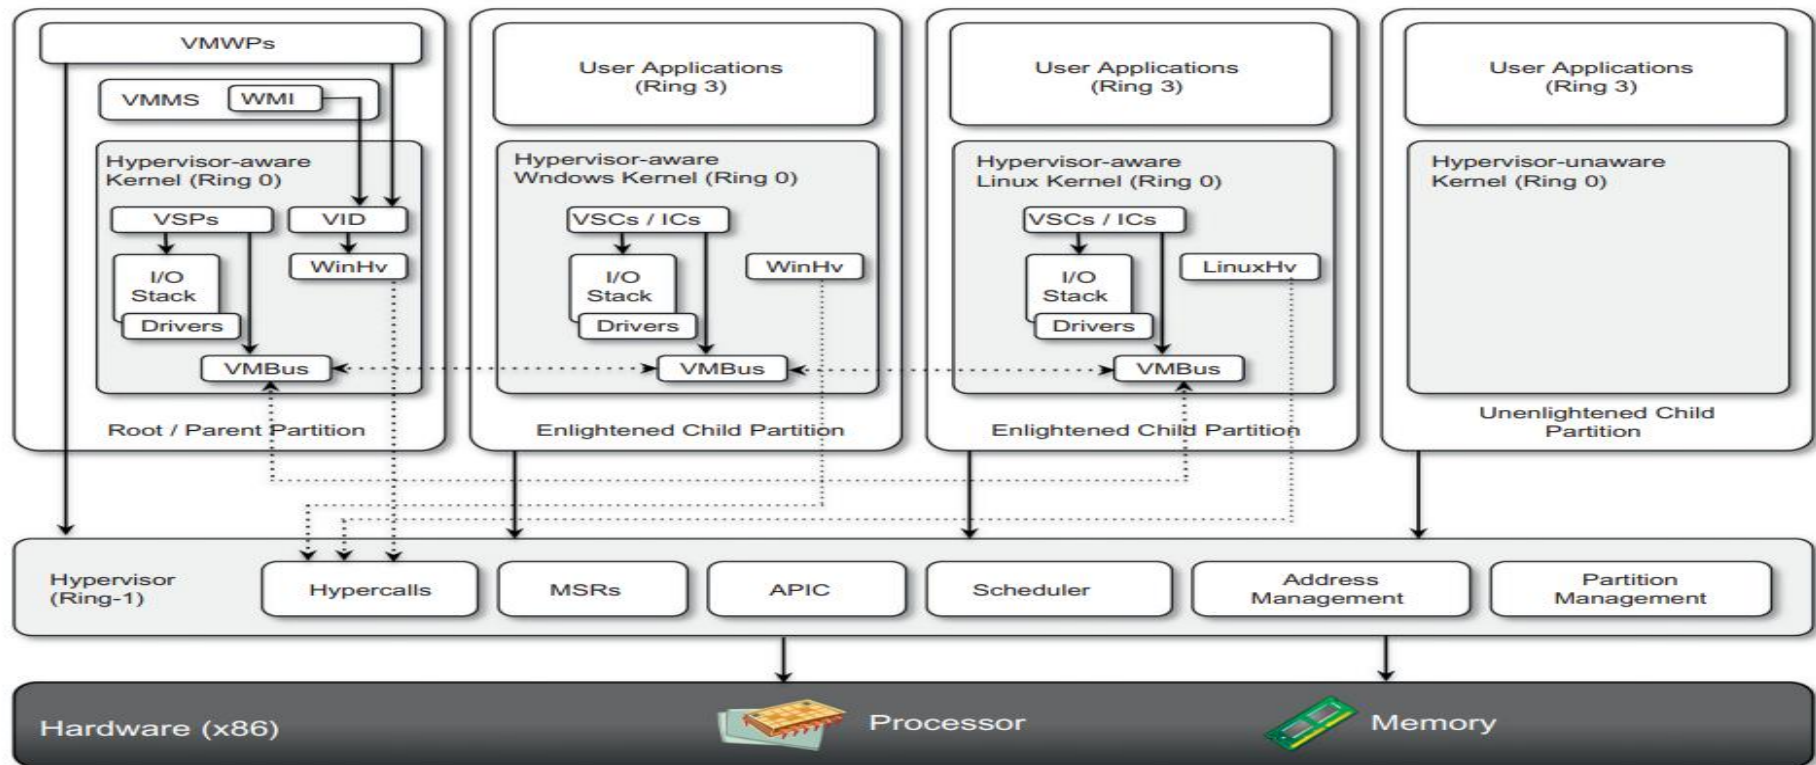 VMWPs
VMMS
WMI
Hypervisor-aware
Kernel (Ring 0)
VSPs
VID
I/O
Stack
WinHv
Drivers
VMBus
Root / Parent Partition
User Applications
(Ring 3)
Hypervisor-aware
Wndows Kernel (Ring 0)
VSCs / ICs
I/O
Stack
WinHv
Drivers
VMBus
Enlightened Child Partition
User Applications
(Ring 3)
Hypervisor-aware
Linux Kernel (Ring 0)
VSCs / ICs
I/O
Stack
LinuxHv
Drivers
VMBus
Enlightened Child Partition
User Applications
(Ring 3)
Hypervisor-unaware
Kernel (Ring 0)
Unenlightened Child
Partition
Hypervisor
(Ring-1)
Hypercalls
MSRs
APIC
Scheduler
Address
Management
Partition
Management
Hardware (x86)
Processor
Memory